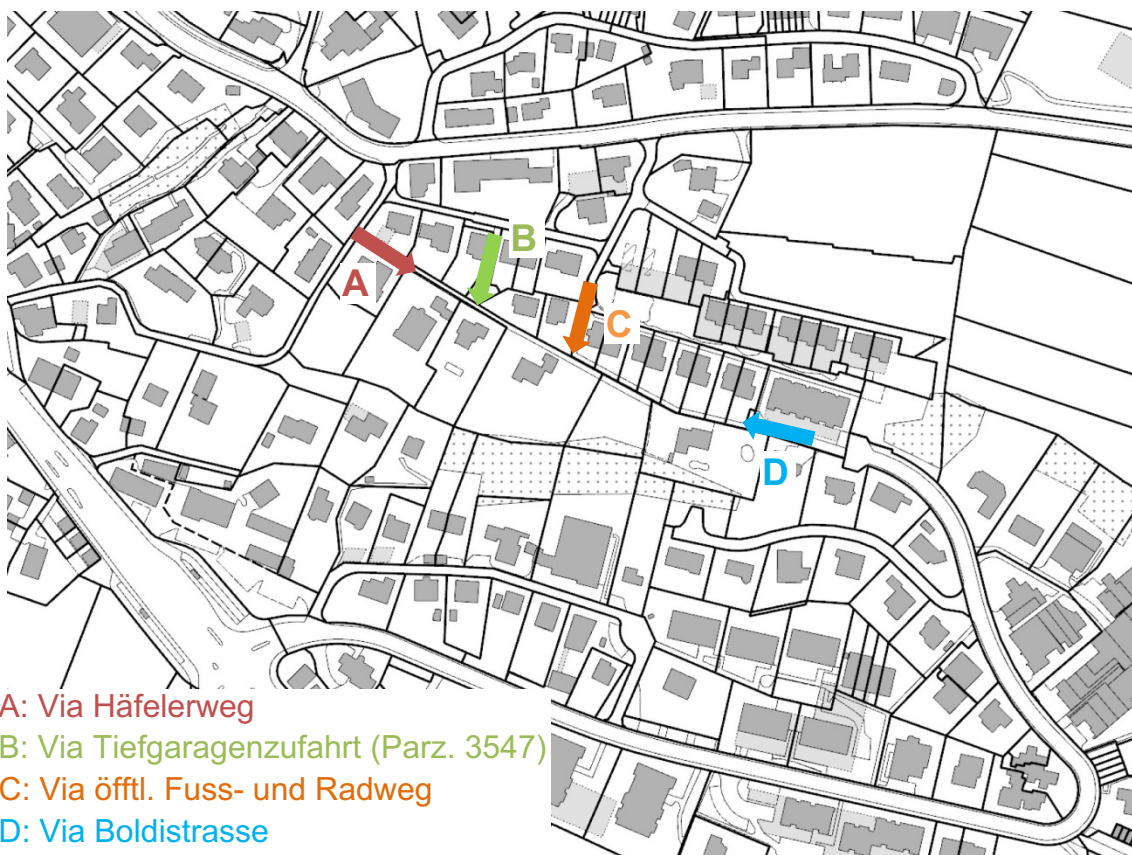 B
A
C
D
A: Via Häfelerweg
B: Via Tiefgaragenzufahrt (Parz. 3547)
C: Via öfftl. Fuss- und Radweg
D: Via Boldistrasse